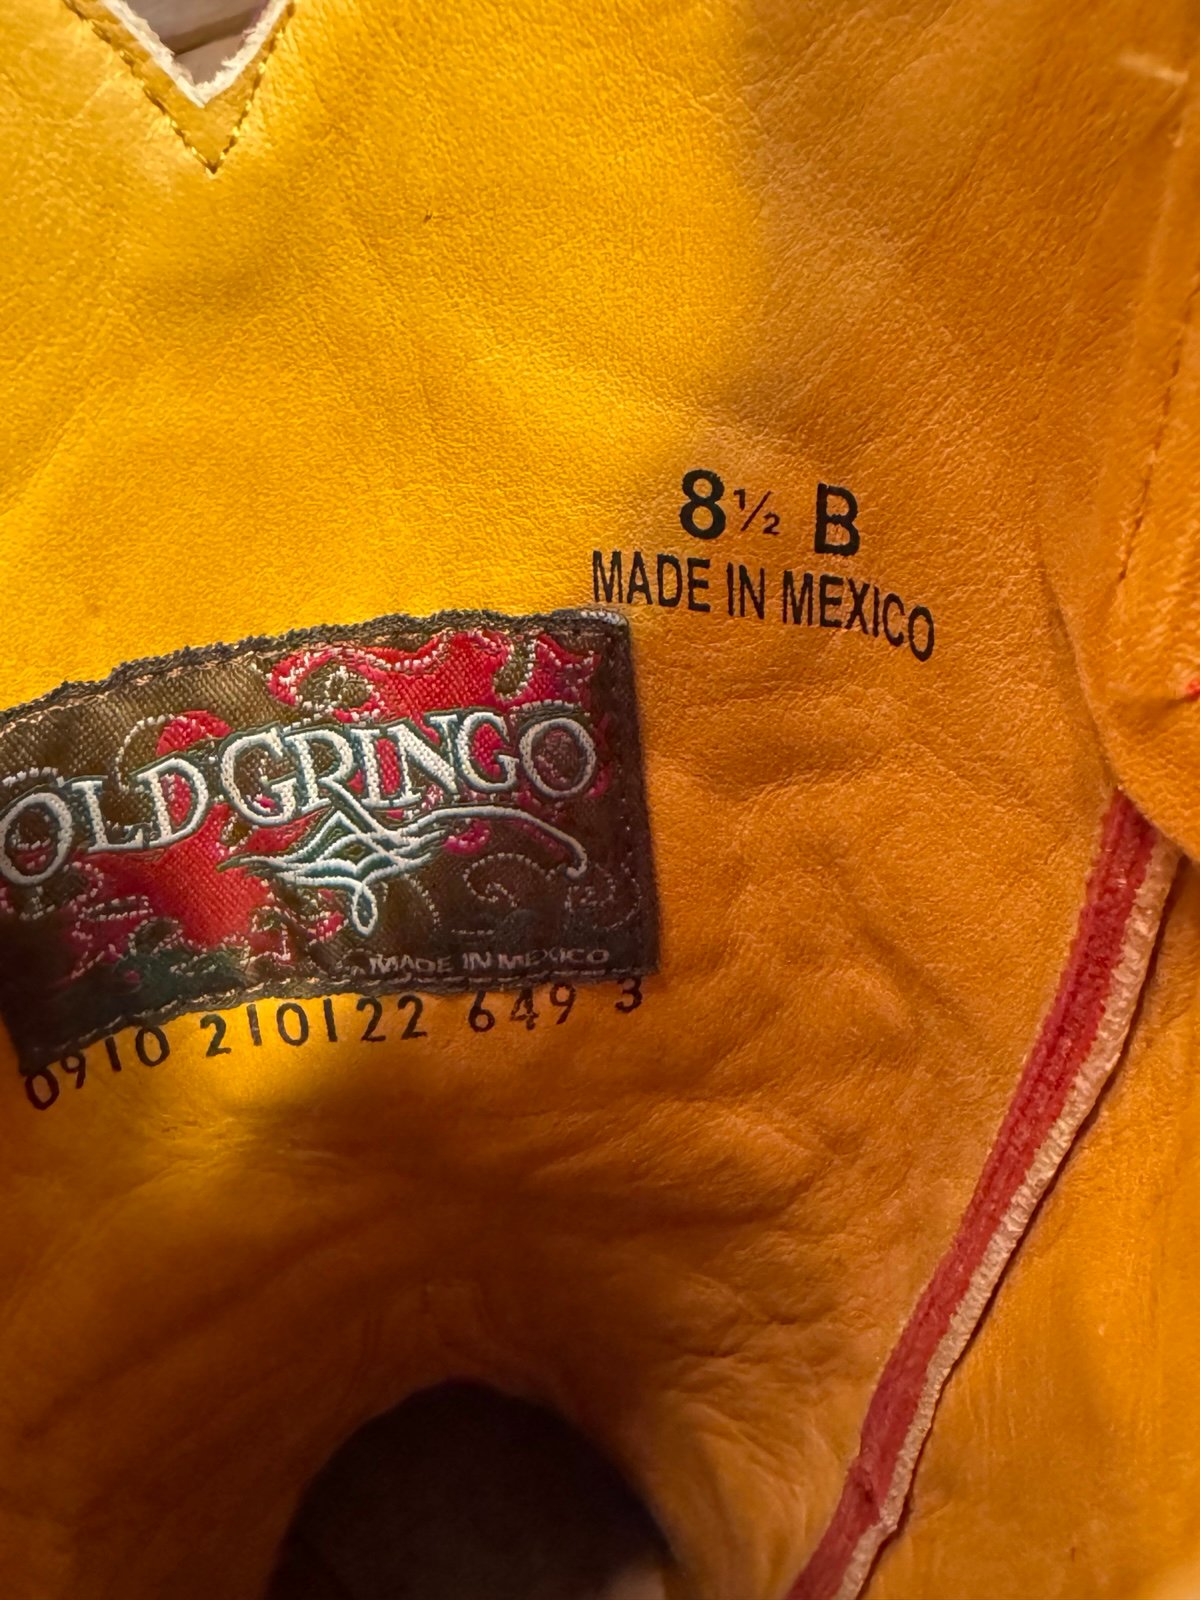 8½ B
MADE IN MEXICO
OLD GRINGO
MADE IN MEXICO
0910 210122 649 3